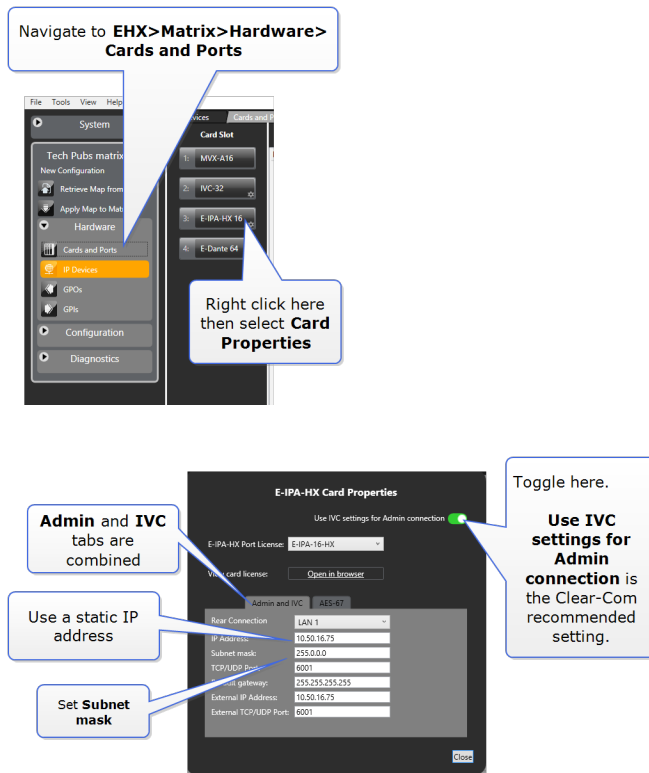 Navigate to EHX>Matrix>Hardware>
Cards and Ports
File Tools View Help
System
Cards and P
Card Slot
Tech Pubs matrix
New Configuration
1: MVX-A16
Retrieve Map from
2: IVC-32
Apply Map to
Hardware
3: E-IPA-HX 16
Cards and Ports
4: E-Dante 64
IP Devices
GPOs
GPIs
Configuration
Diagnostics
Right click here
then select Card
Properties
E-IPA-HX Card Properties
Use IVC settings for Admin connection
E-IPA-HX Port License: E-IPA-16-HX
card license: Open in browser
Admin and IVC AES-67
Rear Connection LAN 1
IP Address: 10.50.16.75
Subnet mask: 255.0.0.0
TCP/UDP Port: 6001
gateway: 255.255.255.255
External IP Address: 10.50.16.75
External TCP/UDP Port: 6001
Close
Admin and IVC
tabs are
combined
Use a static IP
address
Set Subnet
mask
Toggle here.
Use IVC
settings for
Admin
connection is
the Clear-Com
recommended
setting.